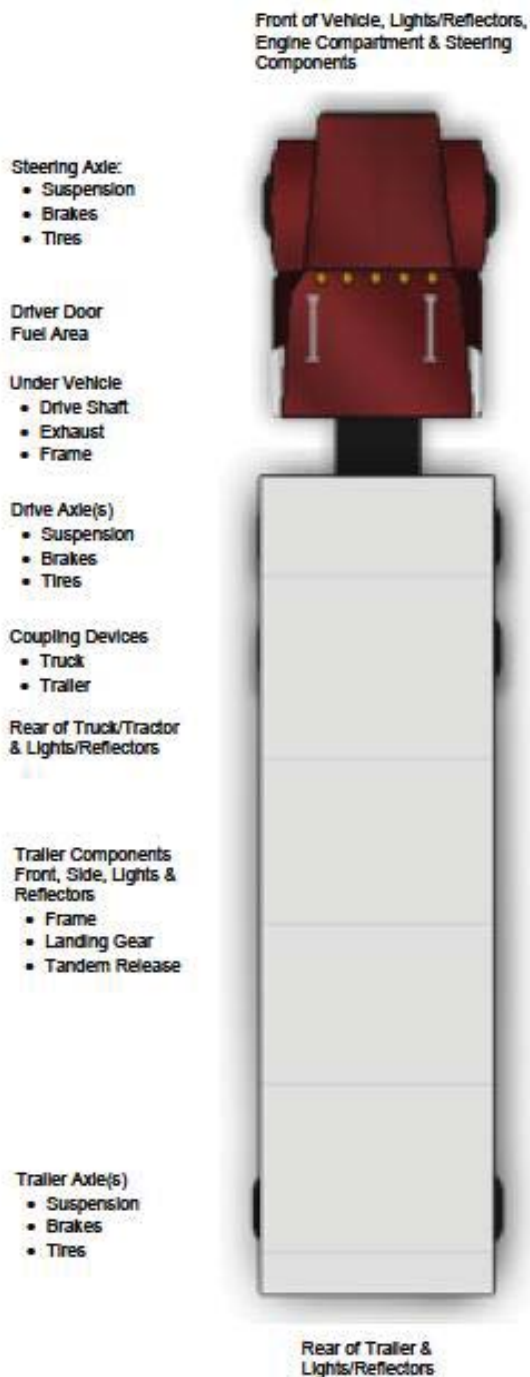 Front of Vehicle, Lights/Reflectors,
Engine Compartment & Steering
Components
Steering Axle:
• Suspension
• Brakes
• Tires
Driver Door
Fuel Area
Under Vehicle
• Drive Shaft
• Exhaust
• Frame
Drive Axle(s)
• Suspension
• Brakes
• Tires
Coupling Devices
• Truck
• Trailer
Rear of Truck/Tractor
& Lights/Reflectors
Trailer Components
Front, Side, Lights &
Reflectors
• Frame
• Landing Gear
• Tandem Release
Trailer Axle(s)
• Suspension
• Brakes
• Tires
Rear of Trailer &
Lights/Reflectors